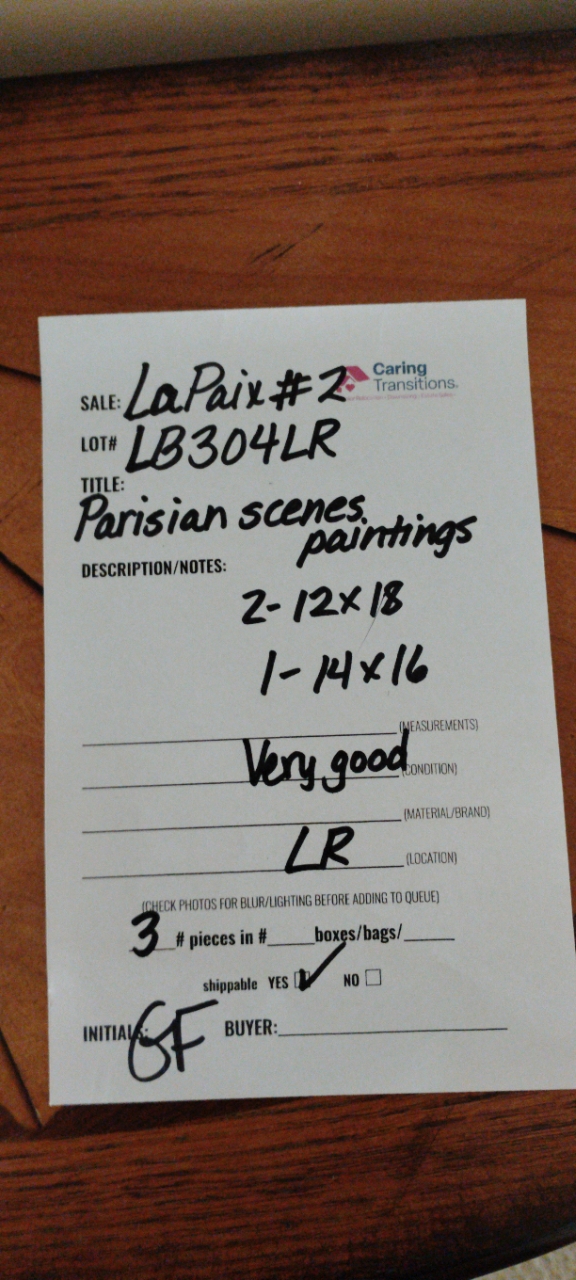 Caring
Transitions.
SALE: LaPaix #2
LOT# LB304LR
TITLE:
Parisian scenes
paintings
DESCRIPTION/NOTES:
2- 12x18
1- 14x16
(MEASUREMENTS)
Very good (CONDITION)
(MATERIAL/BRAND)
LR (LOCATION)
(CHECK PHOTOS FOR BLUR/LIGHTING BEFORE ADDING TO QUEUE)
3 # pieces in #____boxes/bags/____
shippable YES ☑ NO ☐
INITIALS: GF BUYER: